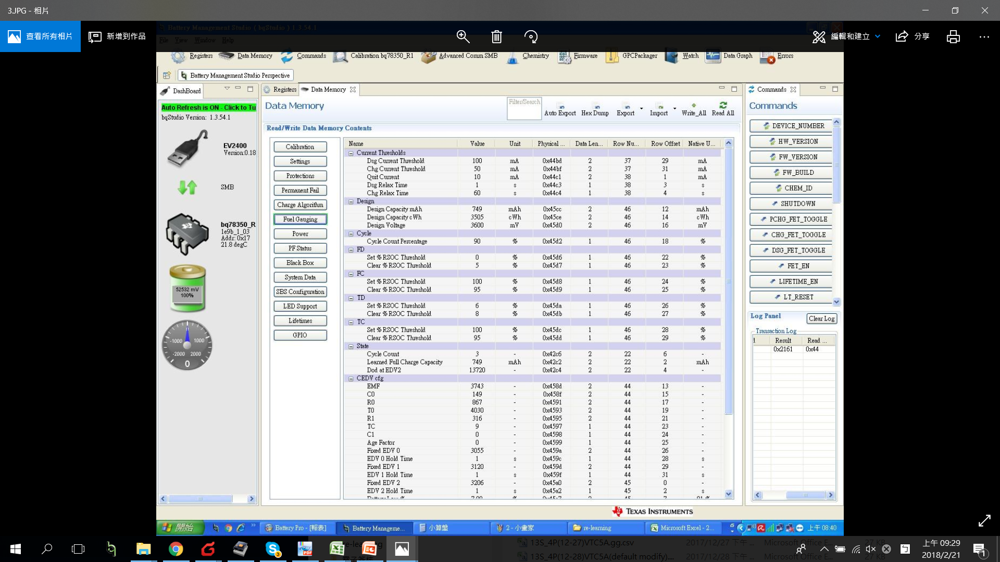 3.JPG - 相片
查看所有相片
新增到作品
編輯和建立
分享
Battery Management Studio ( bqStudio ) 1.3.54.1
File View Window Help
Registers Data Memory Commands Calibration bq78350_R1 Advanced Comm SMB Chemistry Firmware GPCPackager Watch Data Graph Errors
Battery Management Studio Perspective
DashBoard
Auto Refresh is ON - Click to Tu
bqStudio Version: 1.3.54.1
EV2400
Version:0.18
SMB
bq78350_R
1e9b_1_03
Addr: 0x17
21.8 degC
52532 mV
100%
-1000 1000
-2000 2000
0
Registers Data Memory
Data Memory
Filter/Search
Auto Export Hex Dump Export Import Write_All Read All
Read/Write Data Memory Contents
Calibration
Settings
Protections
Permanent Fail
Charge Algorithm
Fuel Gauging
Power
PF Status
Black Box
System Data
SBS Configuration
LED Support
Lifetimes
GPIO
Name Value Unit Physical ... Data Len... Row Nu... Row Offset Native U...
Current Thresholds
Dsg Current Threshold 100 mA 0x44bd 2 37 29 mA
Chg Current Threshold 50 mA 0x44bf 2 37 31 mA
Quit Current 10 mA 0x44c1 2 38 1 mA
Dsg Relax Time 1 s 0x44c3 1 38 3 s
Chg Relax Time 60 s 0x44c4 1 38 4 s
Design
Design Capacity mAh 749 mAh 0x45cc 2 46 12 mAh
Design Capacity cWh 3505 cWh 0x45ce 2 46 14 cWh
Design Voltage 3600 mV 0x45d0 2 46 16 mV
Cycle
Cycle Count Percentage 90 % 0x45d2 1 46 18 %
FD
Set % RSOC Threshold 0 % 0x45d6 1 46 22 %
Clear % RSOC Threshold 5 % 0x45d7 1 46 23 %
FC
Set % RSOC Threshold 100 % 0x45d8 1 46 24 %
Clear % RSOC Threshold 95 % 0x45d9 1 46 25 %
TD
Set % RSOC Threshold 6 % 0x45da 1 46 26 %
Clear % RSOC Threshold 8 % 0x45db 1 46 27 %
TC
Set % RSOC Threshold 100 % 0x45dc 1 46 28 %
Clear % RSOC Threshold 95 % 0x45dd 1 46 29 %
State
Cycle Count 3 - 0x42c6 2 22 6 -
Learned Full Charge Capacity 749 mAh 0x42c2 2 22 2 mAh
Dod at EDV2 13720 - 0x42c4 2 22 4 -
CEDV cfg
EMF 3743 - 0x458d 2 44 13 -
C0 149 - 0x458f 2 44 15 -
R0 867 - 0x4591 2 44 17 -
T0 4030 - 0x4593 2 44 19 -
R1 316 - 0x4595 2 44 21 -
TC 9 - 0x4597 1 44 23 -
C1 0 - 0x4598 1 44 24 -
Age Factor 0 - 0x4599 1 44 25 -
Fixed EDV 0 3055 - 0x459a 2 44 26 -
EDV 0 Hold Time 1 s 0x459c 1 44 28 s
Fixed EDV 1 3120 - 0x459d 2 44 29 -
EDV 1 Hold Time 1 s 0x459f 1 44 31 s
Fixed EDV 2 3206 - 0x45a0 2 45 0 -
EDV 2 Hold Time 1 s 0x45a2 1 45 2 s
Commands
Commands
DEVICE_NUMBER
HW_VERSION
FW_VERSION
FW_BUILD
CHEM_ID
SHUTDOWN
PCHG_FET_TOGGLE
CHG_FET_TOGGLE
DSG_FET_TOGGLE
FET_EN
LIFETIME_EN
LT_RESET
Log Panel
Clear Log
Transaction Log
Result Read ...
0x2161 0x44
TEXAS INSTRUMENTS
開始 Battery Pro - [報表] Battery Manageme... 小算盤 2 - 小畫家 re-learning Microsoft Excel - 2... 上午 08:40
13S_4P(12-27)VTC5A.gg.csv 2017/12/27 下午 ... Microsoft Office E... 27 KB
13S_4P(12-28)VTC5A(default modify).... 2017/12/28 下午 ... Microsoft Office E... 27 KB
3
上午 09:29
2018/2/21
1